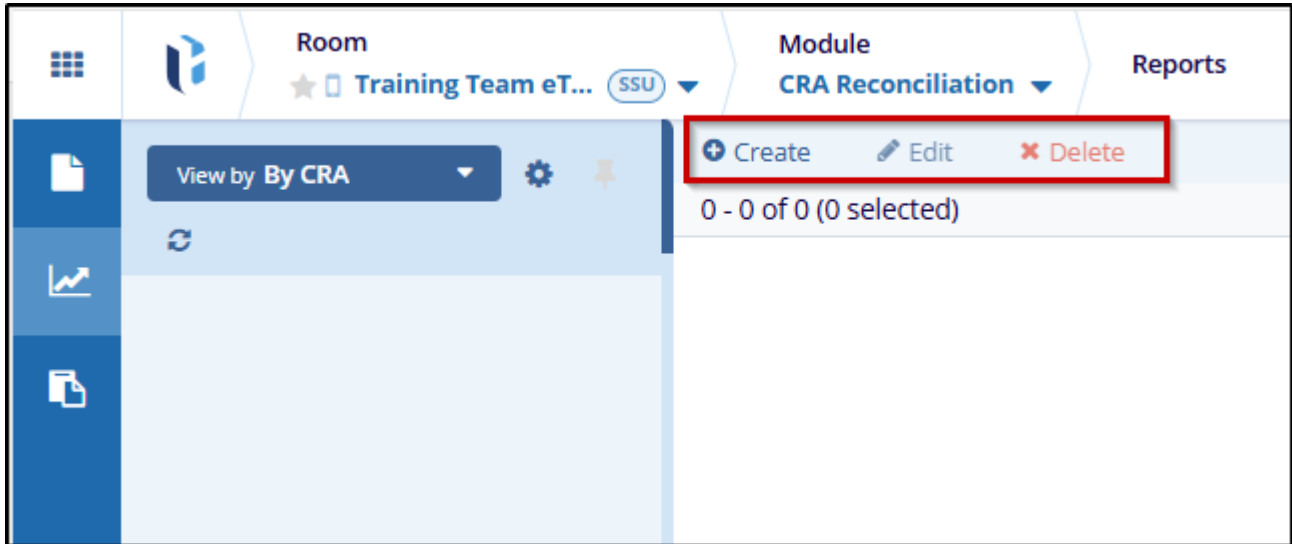 Room
Training Team eT... SSU
Module
CRA Reconciliation
Reports
View by By CRA
Create Edit Delete
0 - 0 of 0 (0 selected)